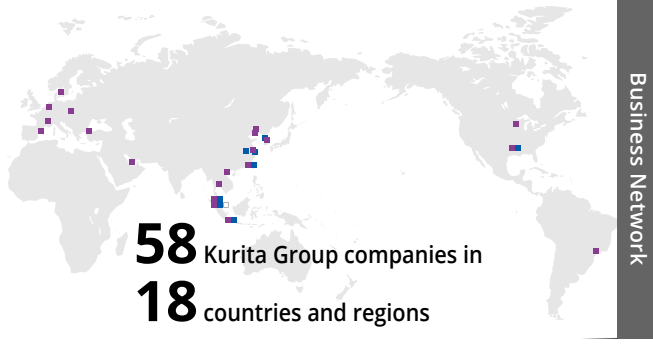 58 Kurita Group companies in
18 countries and regions
Business Network